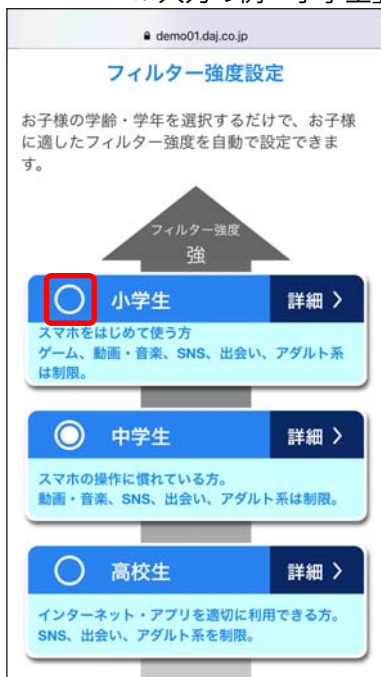 demo01.daj.co.jp
フィルター強度設定
お子様の学齢・学年を選択するだけで、お子様
に適したフィルター強度を自動で設定できま
す。
フィルター強度
強
小学生 詳細 〉
スマホをはじめて使う方
ゲーム、動画・音楽、SNS、出会い、アダルト系
は制限。
中学生 詳細 〉
スマホの操作に慣れている方。
動画・音楽、SNS、出会い、アダルト系は制限。
高校生 詳細 〉
インターネット・アプリを適切に利用できる方。
SNS、出会い、アダルト系を制限。